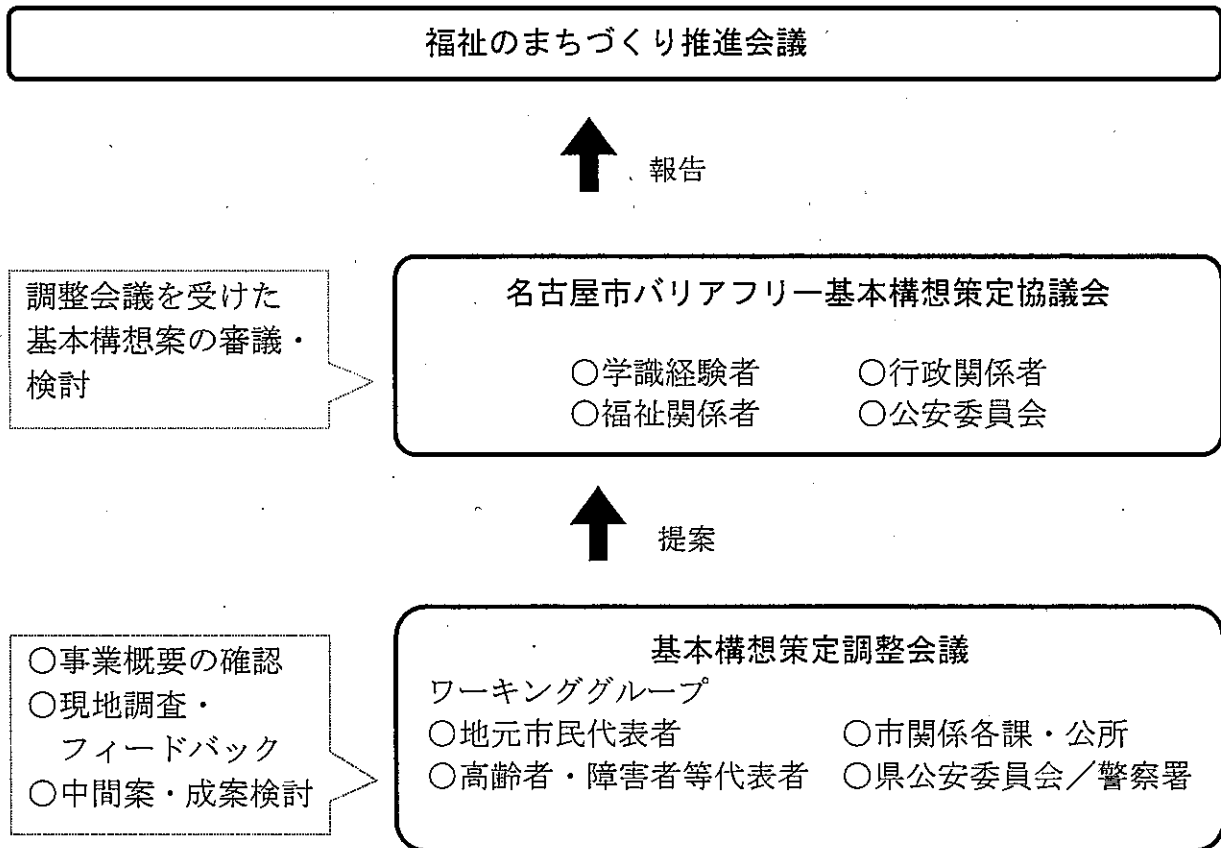 福祉のまちづくり推進会議
報告
調整会議を受けた
基本構想案の審議・
検討
名古屋市バリアフリー基本構想策定協議会
○学識経験者 ○行政関係者
○福祉関係者 ○公安委員会
提案
○事業概要の確認
○現地調査・
フィードバック
○中間案・成案検討
基本構想策定調整会議
ワーキンググループ
○地元市民代表者 ○市関係各課・公所
○高齢者・障害者等代表者 ○県公安委員会／警察署